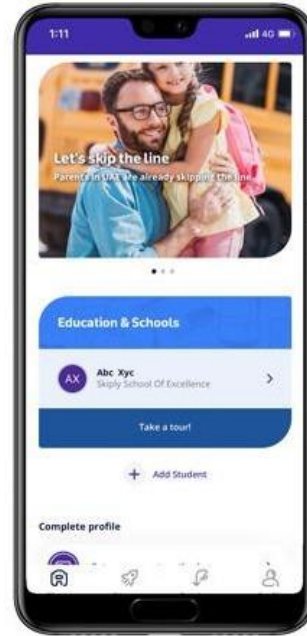 1:11
4G
Let's skip the line
Parents in UAE are already skipping the line.
Education & Schools
AX
Abc Xyc
Skiply School Of Excellence
Take a tour!
+ Add Student
Complete profile